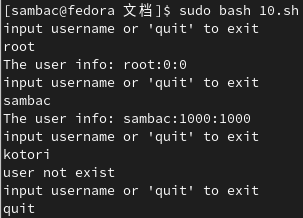 [sambac@fedora 文档]$ sudo bash 10.sh
input username or 'quit' to exit
root
The user info: root:0:0
input username or 'quit' to exit
sambac
The user info: sambac:1000:1000
input username or 'quit' to exit
kotori
user not exist
input username or 'quit' to exit
quit